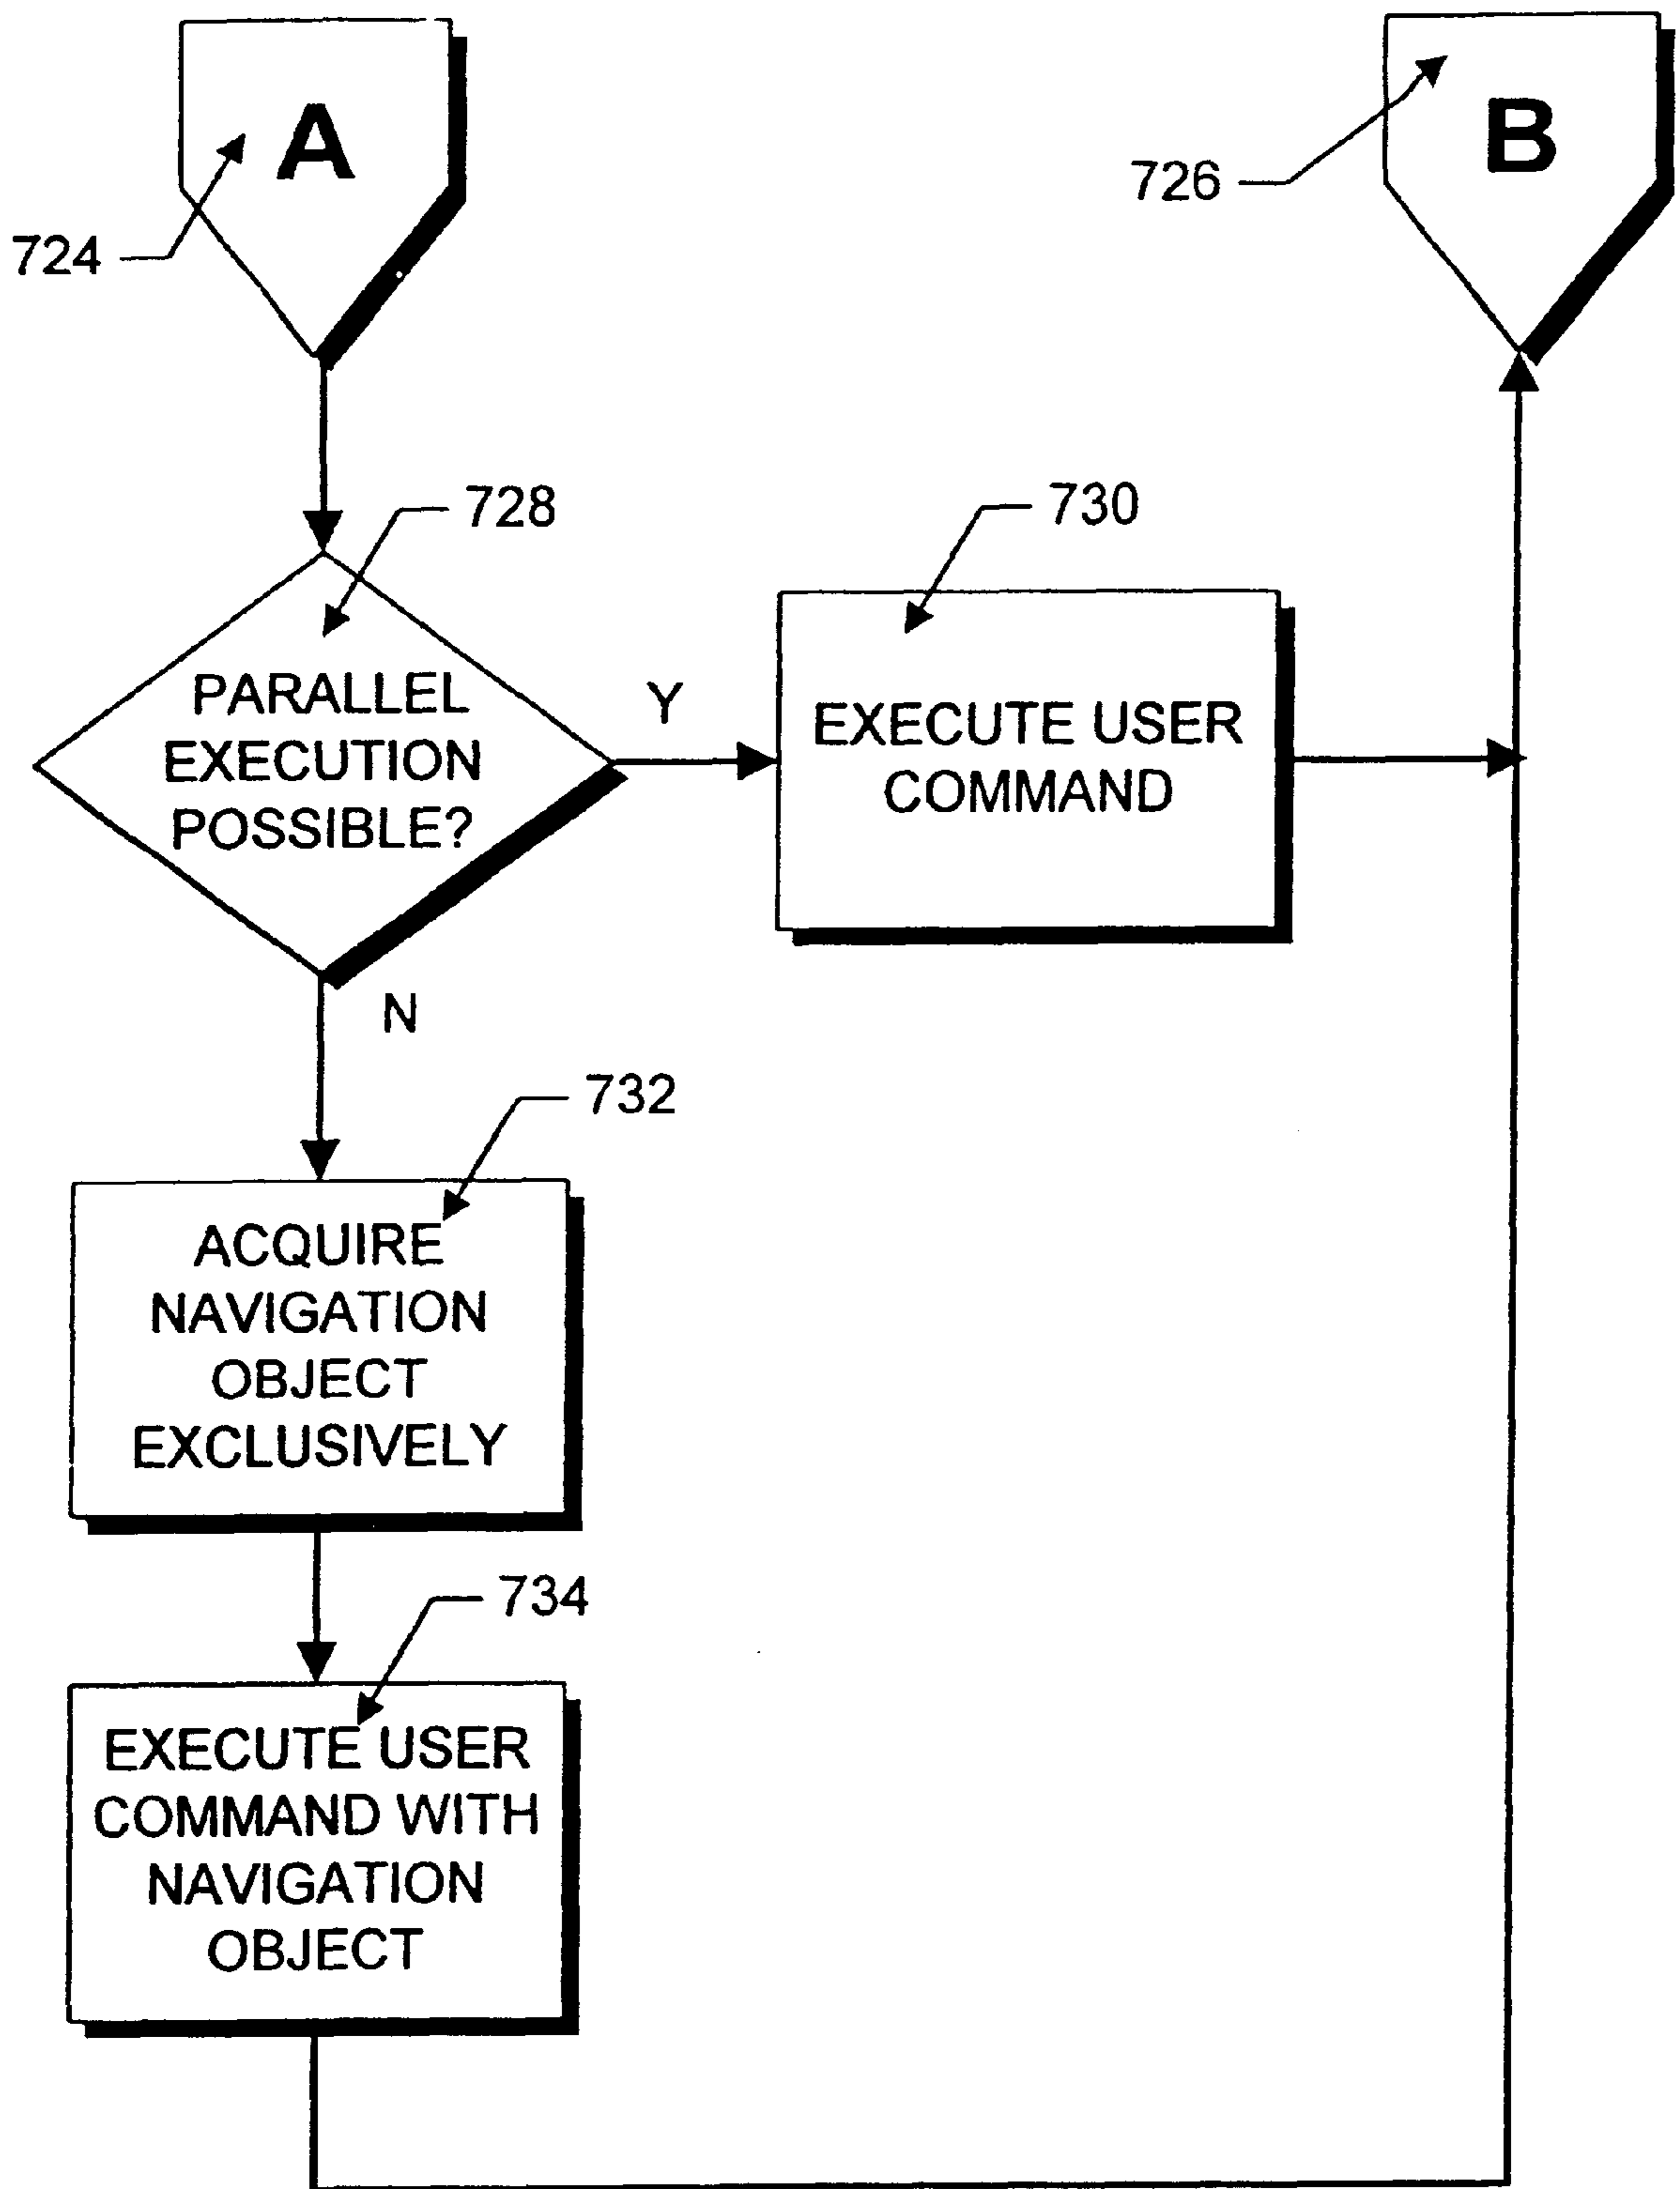 A
B
724
726
728
730
PARALLEL
EXECUTION
POSSIBLE?
Y
EXECUTE USER
COMMAND
N
732
ACQUIRE
NAVIGATION
OBJECT
EXCLUSIVELY
734
EXECUTE USER
COMMAND WITH
NAVIGATION
OBJECT